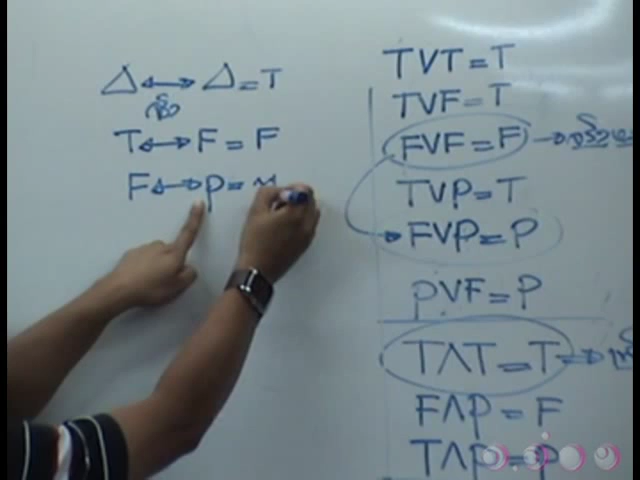 △ ↔ △ = T
T ↔ F = F
F ↔ P =
TVT = T
TVF = T
FVF = F →
TVP = T
FVP = P
PVF = P
T∧T = T ⇒
F∧P = F
T∧P = P